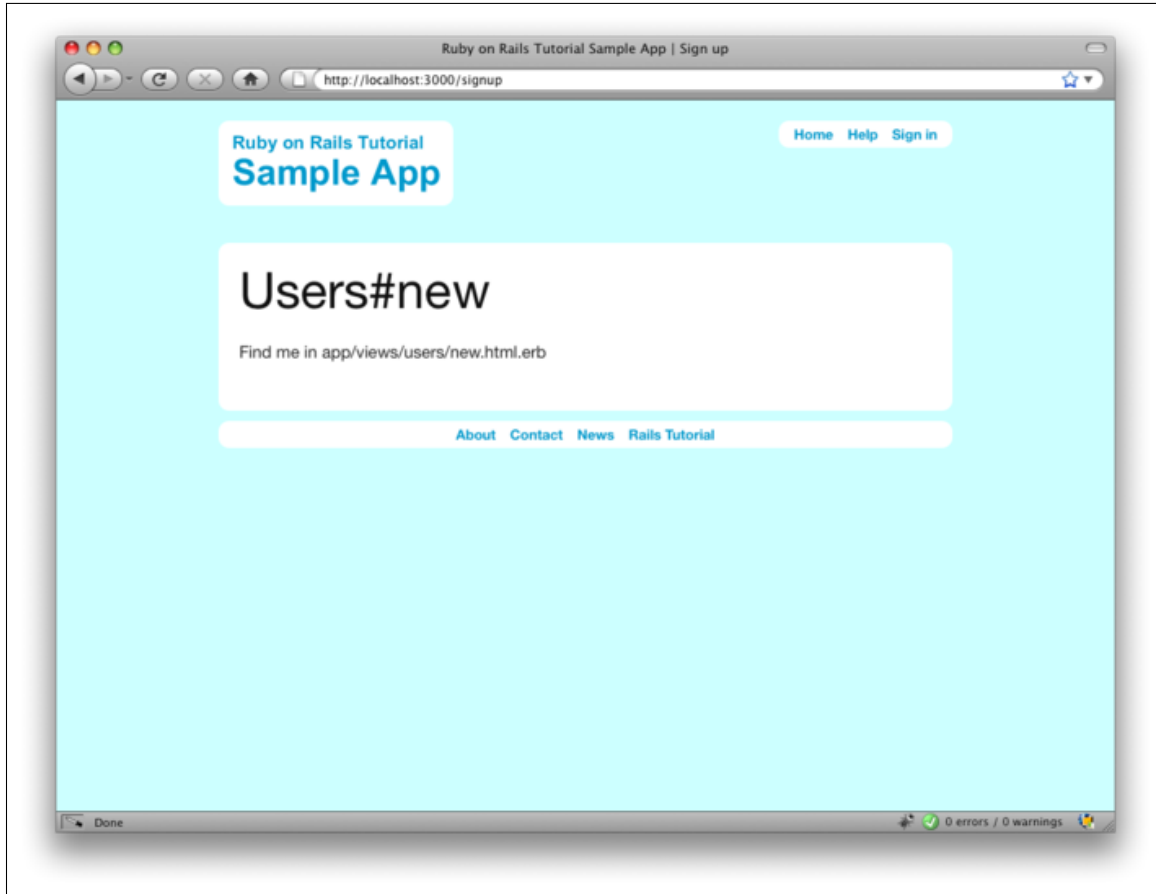 Ruby on Rails Tutorial Sample App | Sign up
http://localhost:3000/signup
Ruby on Rails Tutorial
Sample App
Home Help Sign in
Users#new
Find me in app/views/users/new.html.erb
About Contact News Rails Tutorial
Done
0 errors / 0 warnings